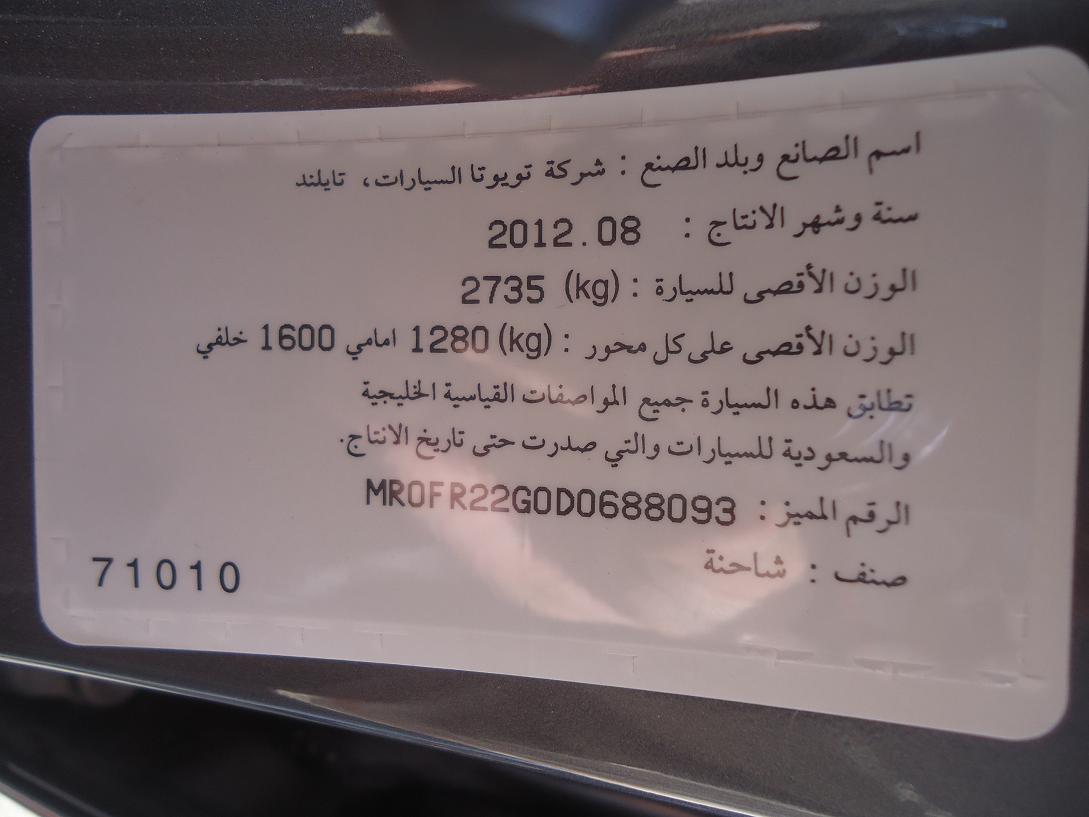 اسم الصانع وبلد الصنع : شركة تويوتا السيارات، تايلند
سنة وشهر الانتاج : 2012.08
الوزن الأقصى للسيارة : (kg) 2735
الوزن الأقصى على كل محور : (kg) 1280 امامي 1600 خلفي
تطابق هذه السيارة جميع المواصفات القياسية الخليجية
والسعودية للسيارات والتي صدرت حتى تاريخ الانتاج.
الرقم المميز : MR0FR22G0D0688093
صنف : شاحنة
71010